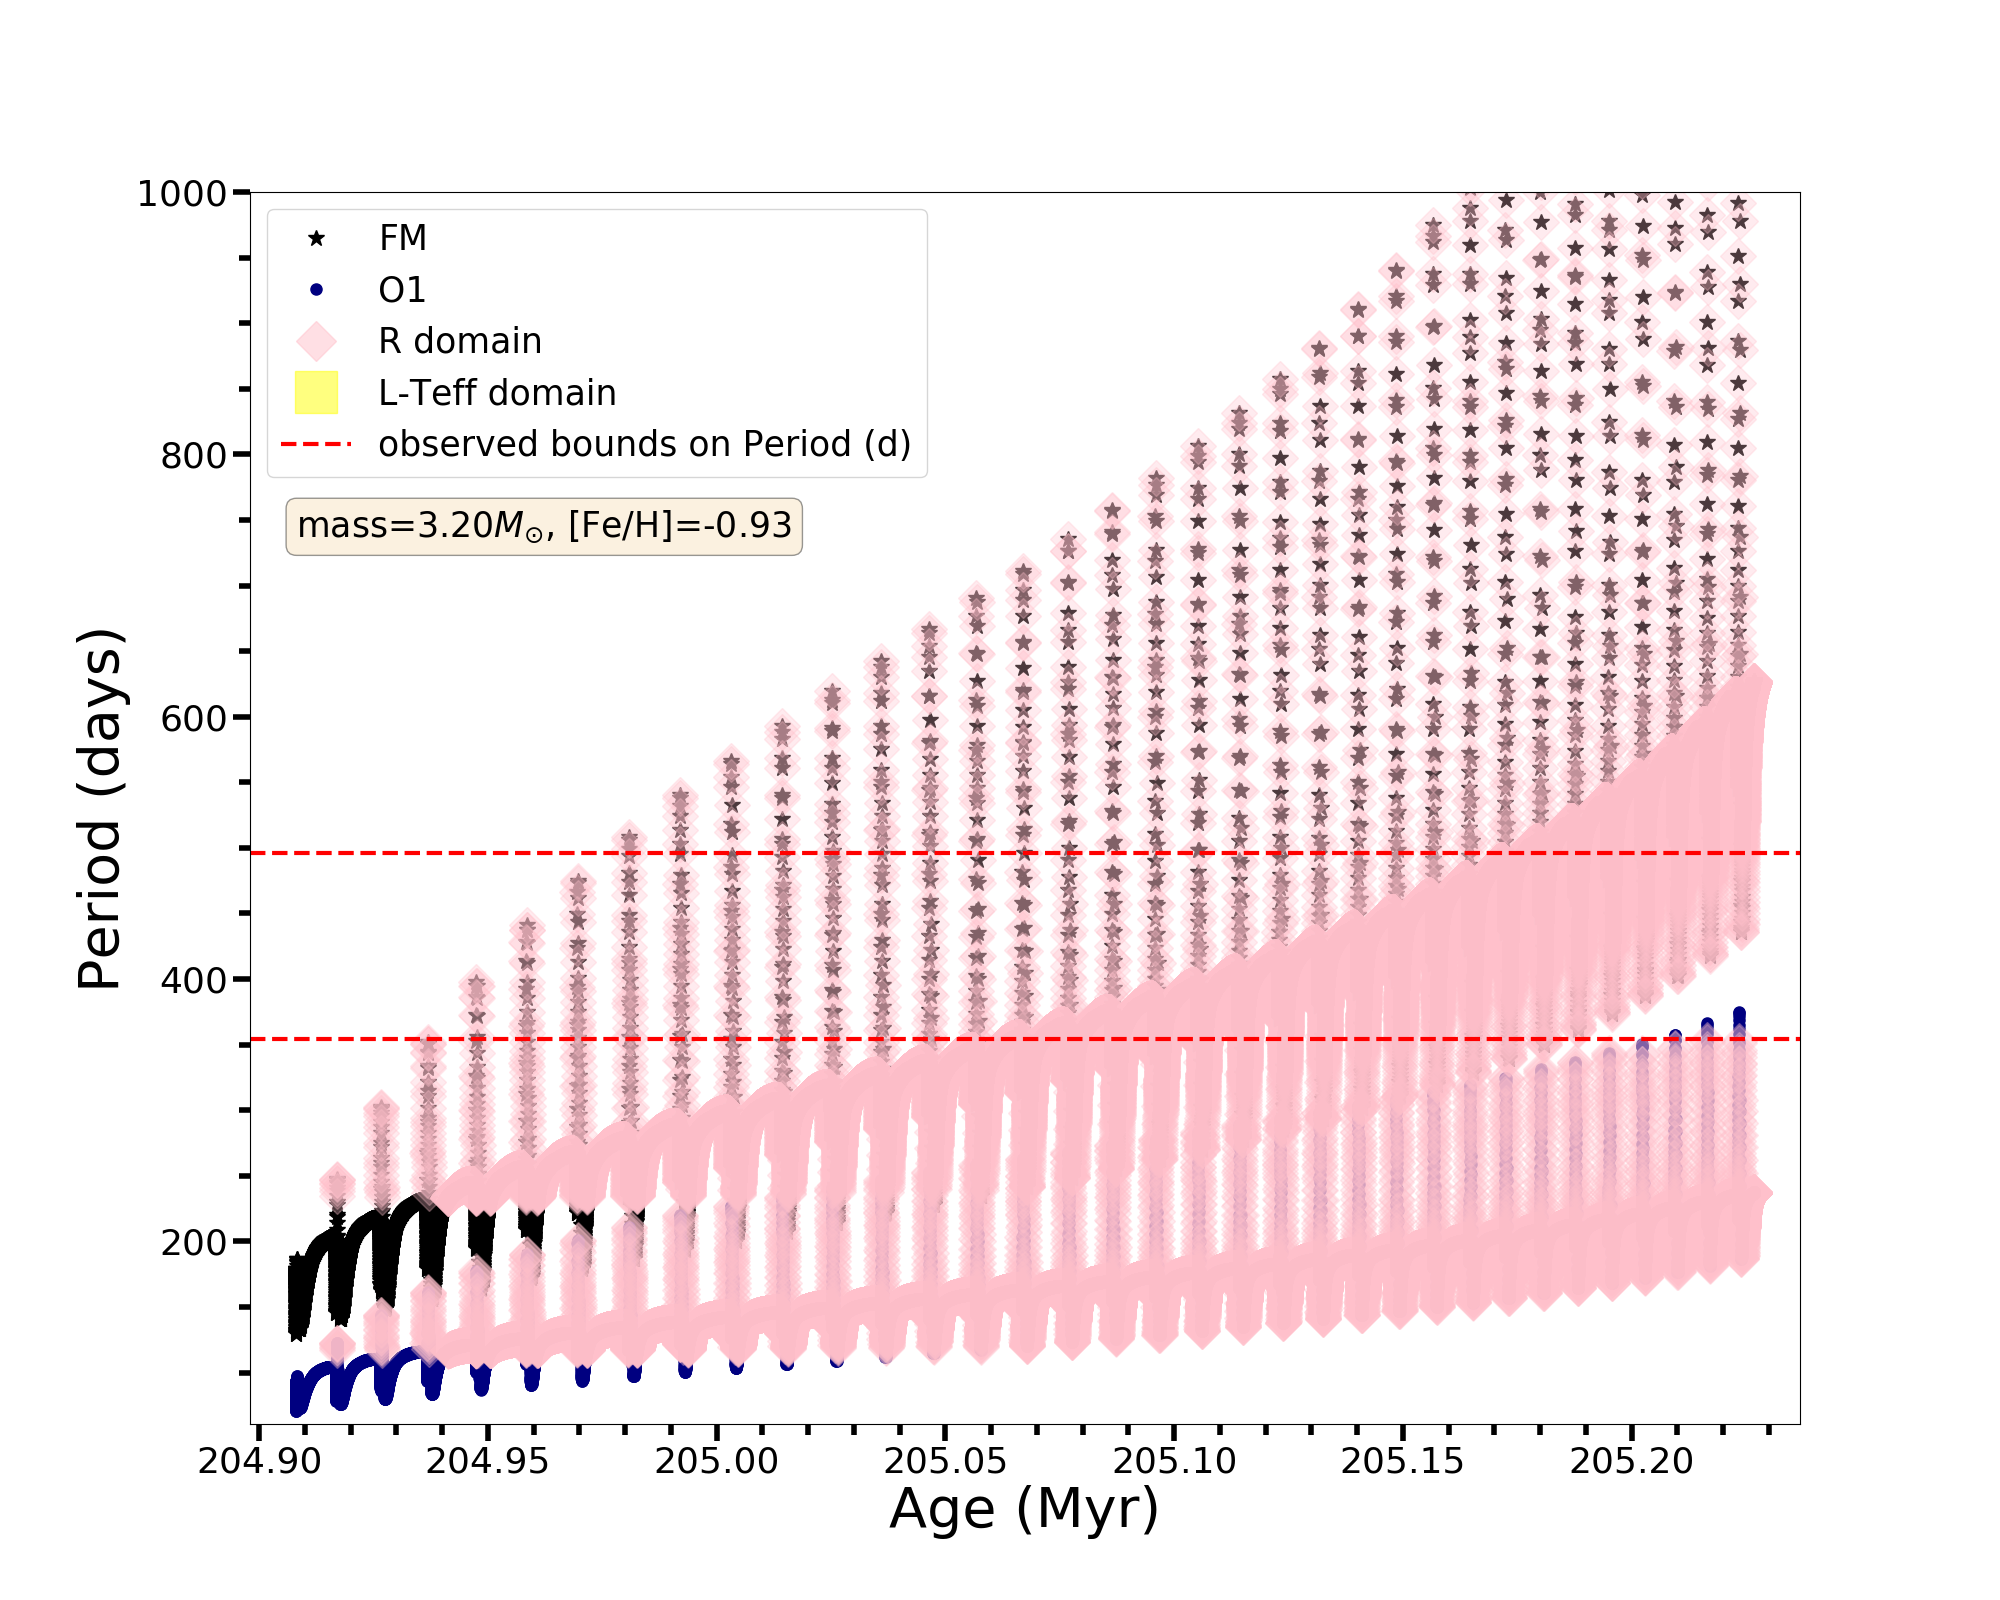 1000
800
600
400
200
Period (days)
FM
O1
R domain
L-Teff domain
observed bounds on Period (d)
mass=3.20M⊙, [Fe/H]=-0.93
204.90 204.95 205.00 205.05 205.10 205.15 205.20
Age (Myr)